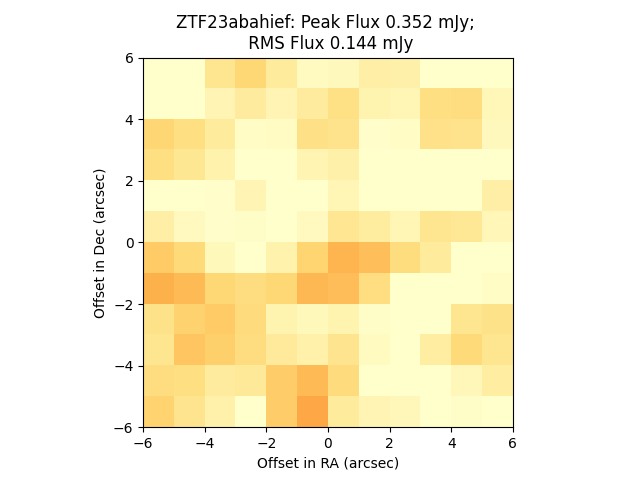 ZTF23abahief: Peak Flux 0.352 mJy;
RMS Flux 0.144 mJy
6
4
2
0
−2
−4
−6
Offset in Dec (arcsec)
−6 −4 −2 0 2 4 6
Offset in RA (arcsec)